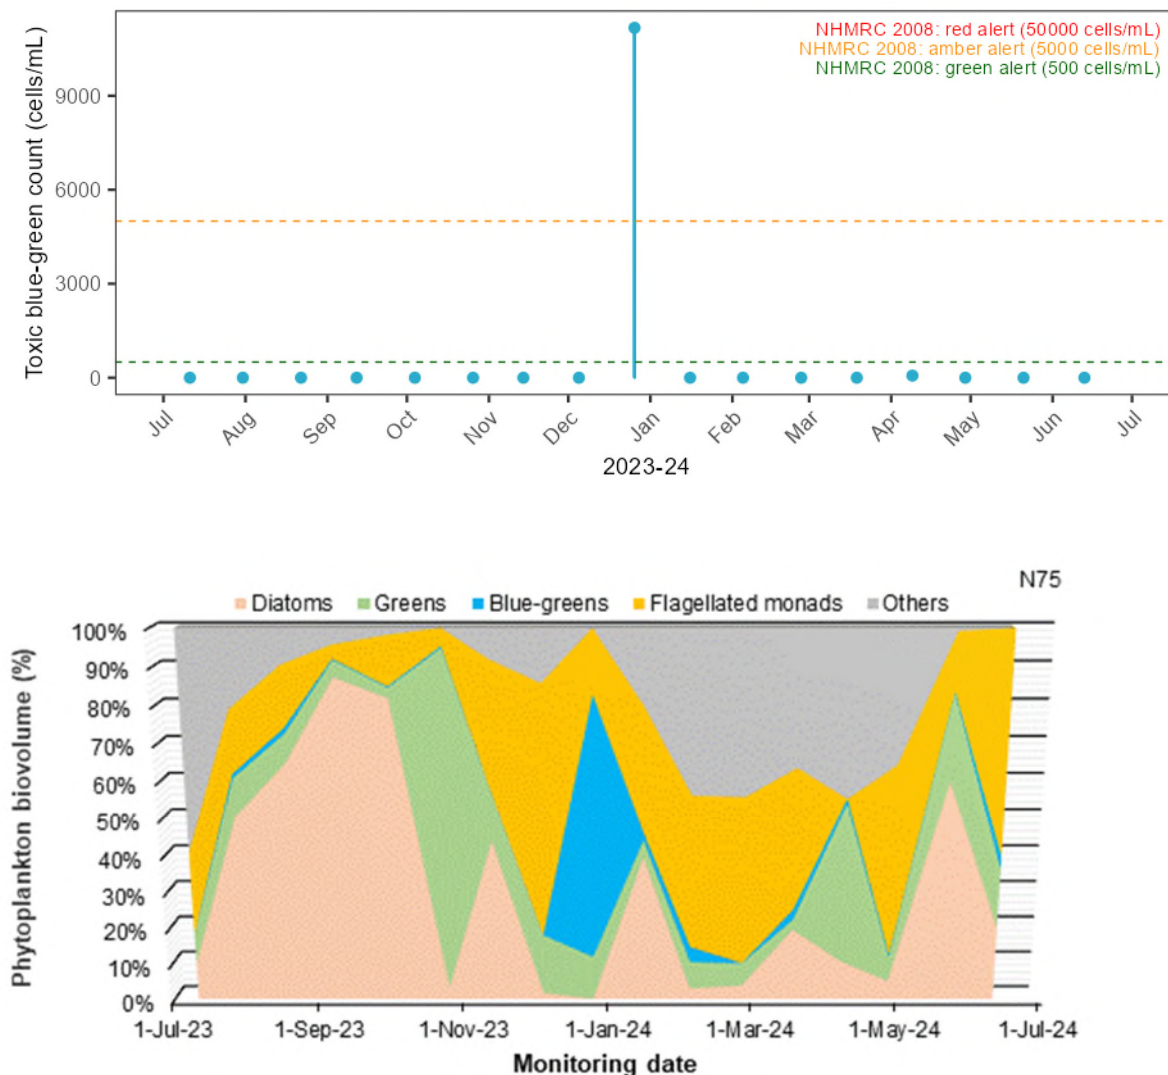 Toxic blue-green count (cells/mL)
NHMRC 2008: red alert (50000 cells/mL)
NHMRC 2008: amber alert (5000 cells/mL)
NHMRC 2008: green alert (500 cells/mL)
9000
6000
3000
0
Jul Aug Sep Oct Nov Dec Jan Feb Mar Apr May Jun Jul
2023-24
N75
Diatoms Greens Blue-greens Flagellated monads Others
Phytoplankton biovolume (%)
100%
90%
80%
70%
60%
50%
40%
30%
20%
10%
0%
1-Jul-23 1-Sep-23 1-Nov-23 1-Jan-24 1-Mar-24 1-May-24 1-Jul-24
Monitoring date